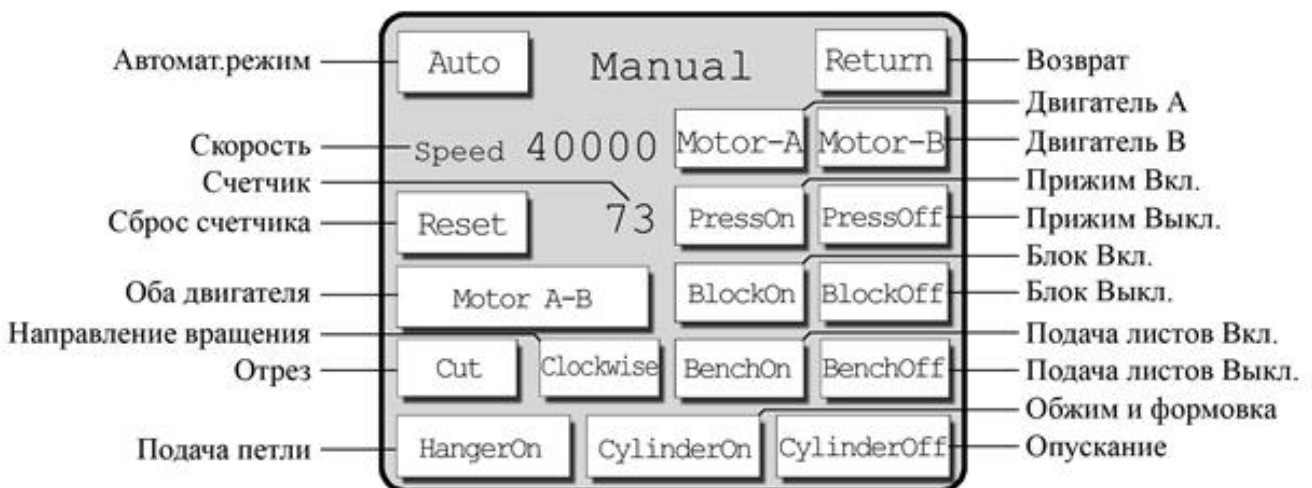 Автомат.режим Auto Manual Return Возврат
Двигатель А
Скорость Speed 40000 Motor-A Motor-B Двигатель В
Счетчик Прижим Вкл.
Сброс счетчика Reset 73 PressOn PressOff Прижим Выкл.
Блок Вкл.
Оба двигателя Motor A-B BlockOn BlockOff Блок Выкл.
Направление вращения Подача листов Вкл.
Отрез Cut Clockwise BenchOn BenchOff Подача листов Выкл.
Обжим и формовка
Подача петли HangerOn CylinderOn CylinderOff Опускание